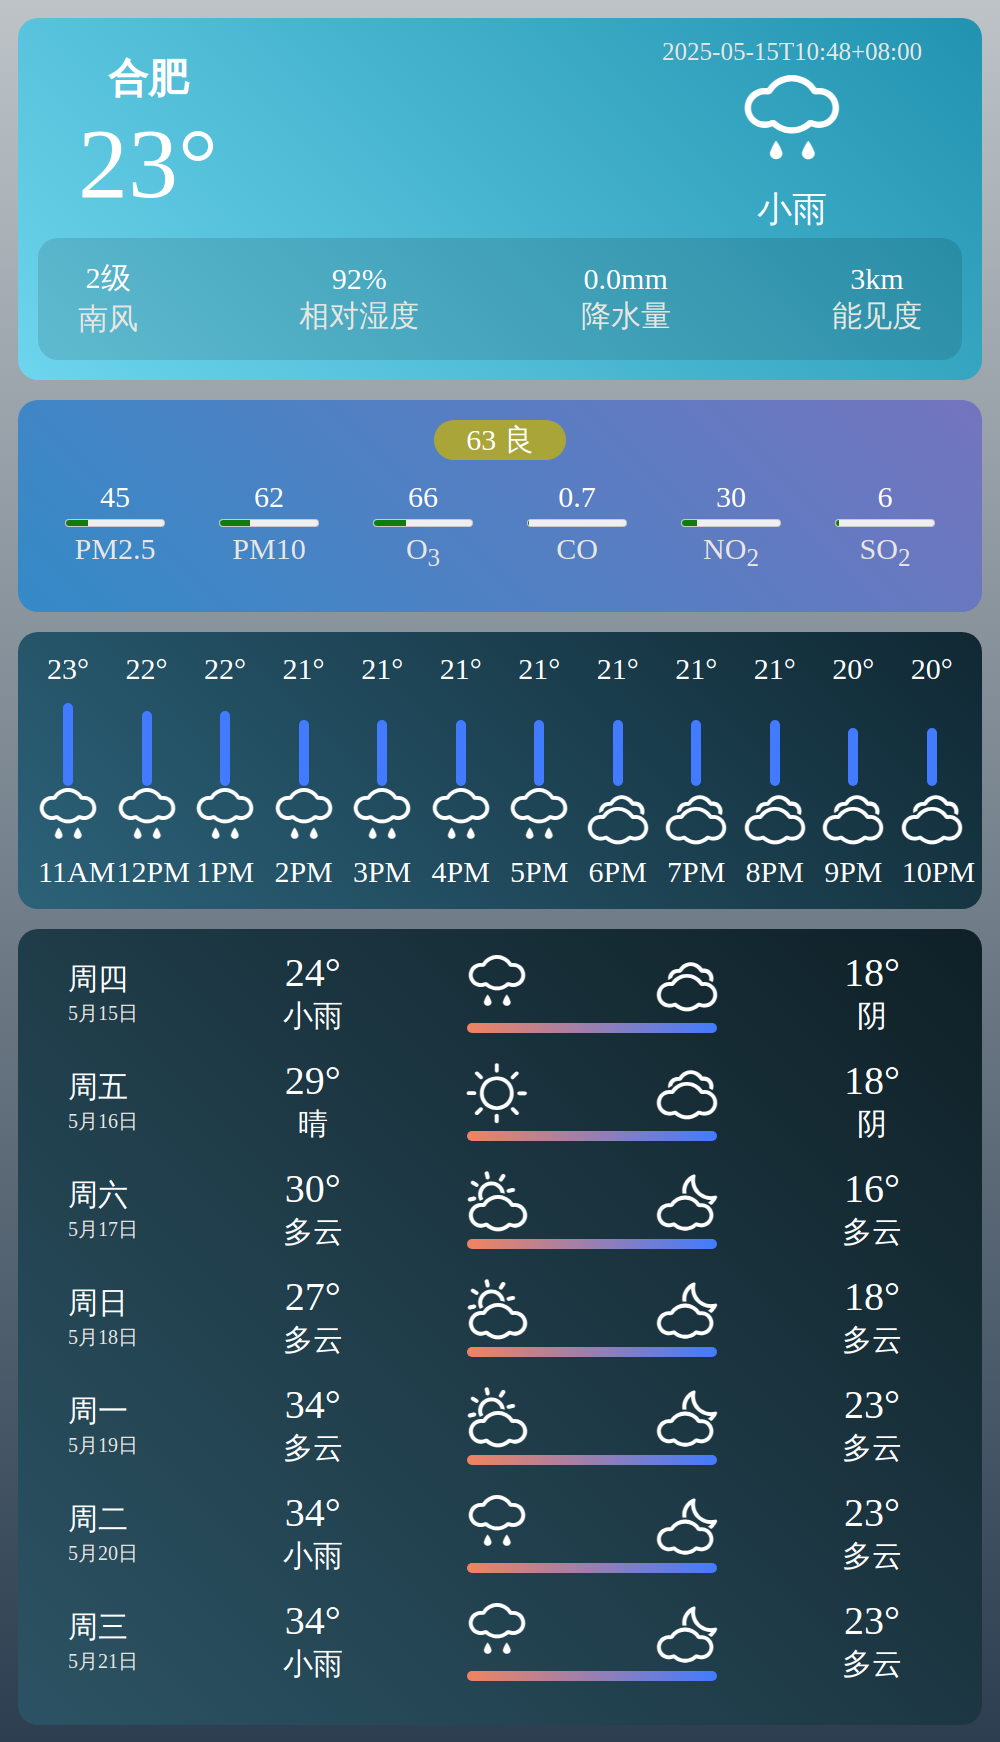 合肥
23°
2025-05-15T10:48+08:00
小雨
2级 92% 0.0mm 3km
南风 相对湿度 降水量 能见度
63 良
45 62 66 0.7 30 6
PM2.5 PM10 O3 CO NO2 SO2
23° 22° 22° 21° 21° 21° 21° 21° 21° 21° 20° 20°
11AM 12PM 1PM 2PM 3PM 4PM 5PM 6PM 7PM 8PM 9PM 10PM
周四 24° 18°
5月15日 小雨 阴
周五 29° 18°
5月16日 晴 阴
周六 30° 16°
5月17日 多云 多云
周日 27° 18°
5月18日 多云 多云
周一 34° 23°
5月19日 多云 多云
周二 34° 23°
5月20日 小雨 多云
周三 34° 23°
5月21日 小雨 多云